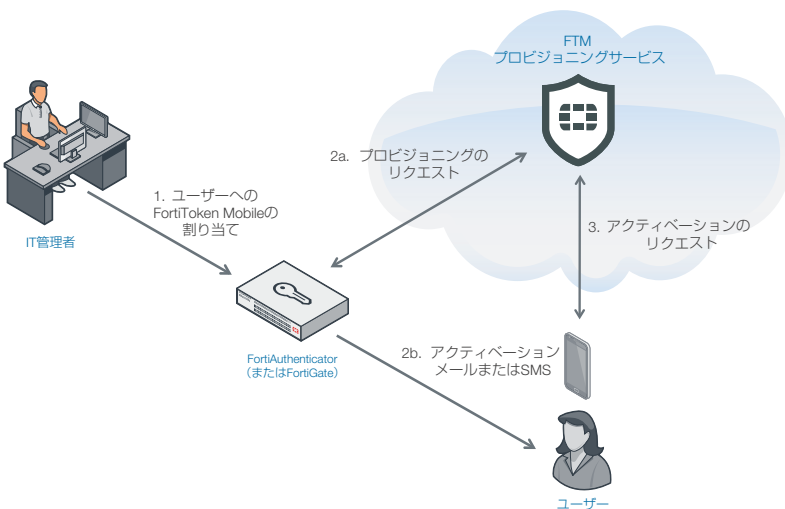 FTM
プロビジョニングサービス
2a. プロビジョニングの
リクエスト
1. ユーザーへの
FortiToken Mobileの
割り当て
3. アクティベーションの
リクエスト
IT管理者
FortiAuthenticator
（またはFortiGate）
2b. アクティベーション
メールまたはSMS
ユーザー